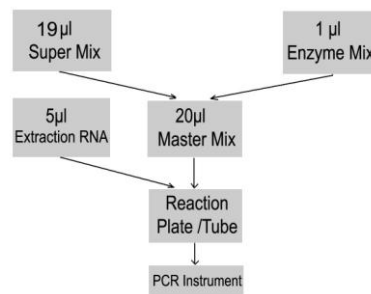 19µl
Super Mix
1 µl
Enzyme Mix
5µl
Extraction RNA
20µl
Master Mix
Reaction
Plate /Tube
PCR Instrument